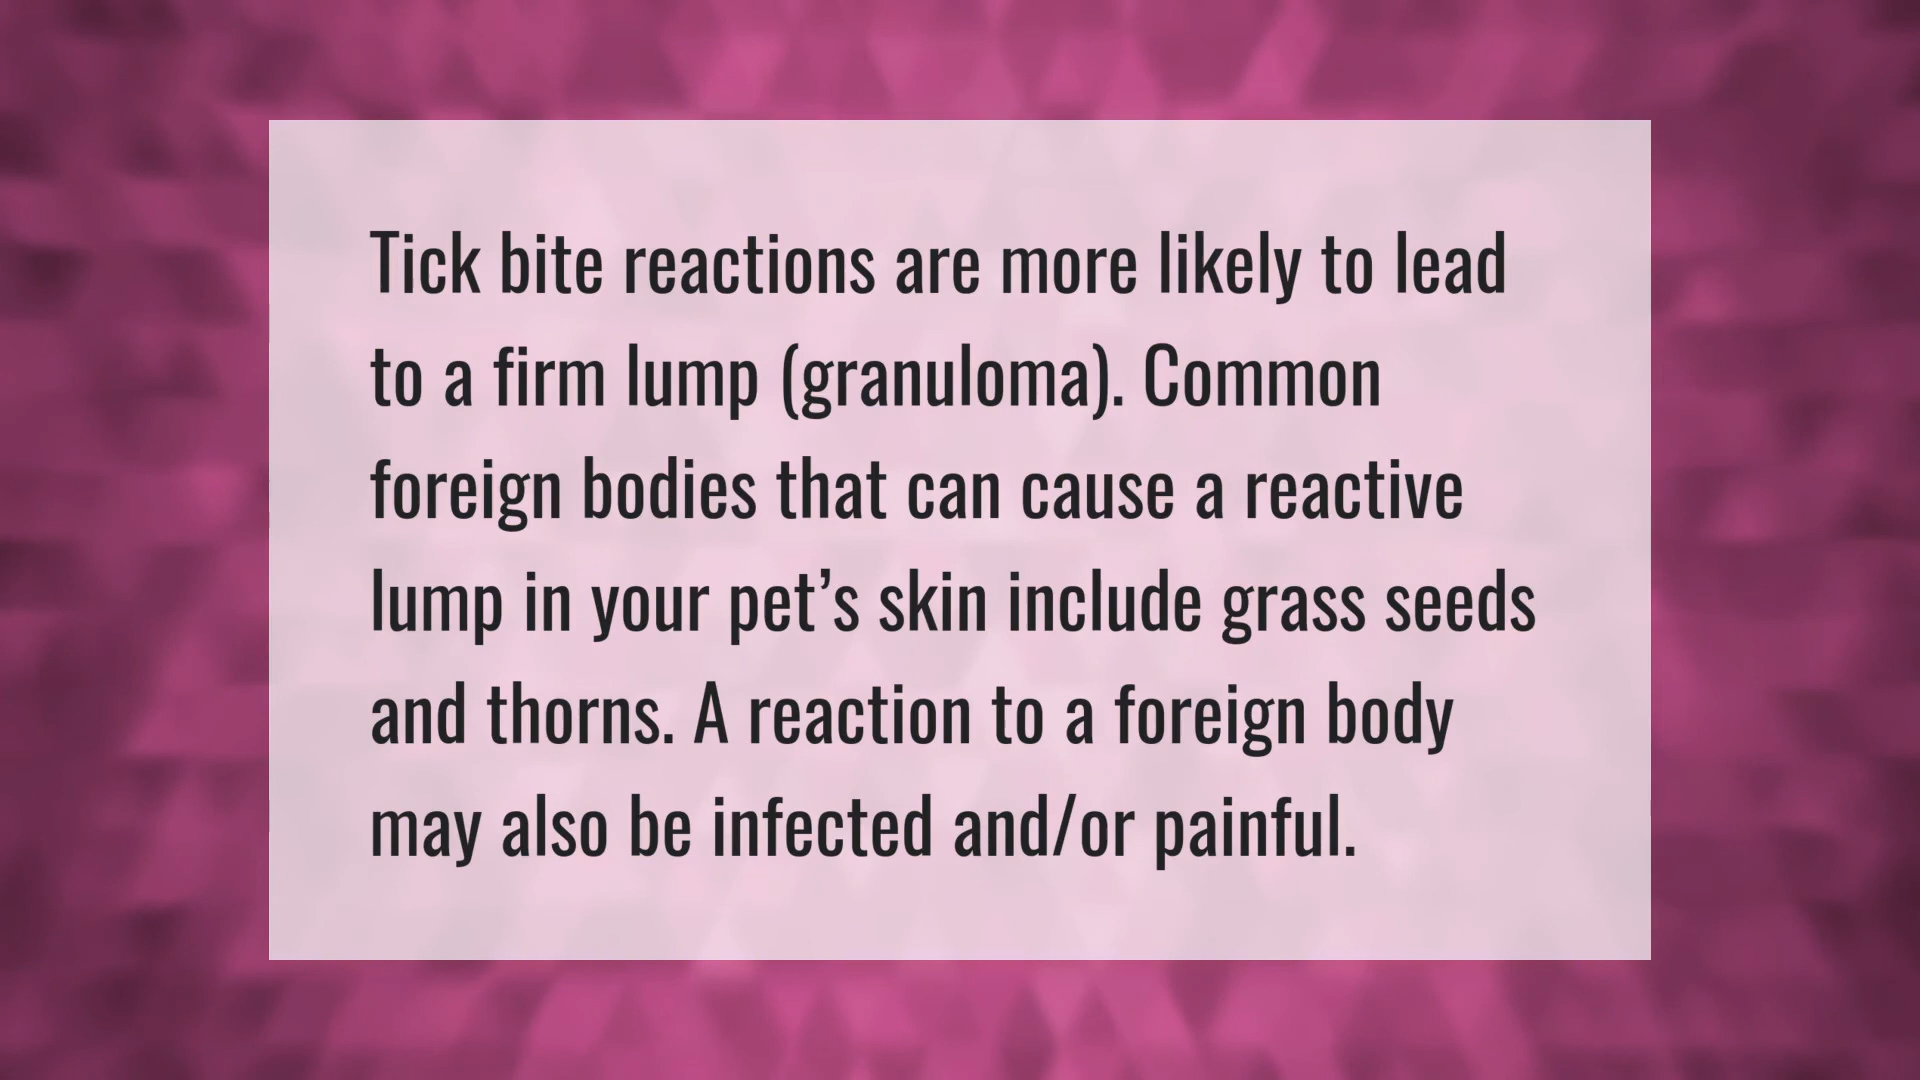 Tick bite reactions are more likely to lead
to a firm lump (granuloma). Common
foreign bodies that can cause a reactive
lump in your pet’s skin include grass seeds
and thorns. A reaction to a foreign body
may also be infected and/or painful.